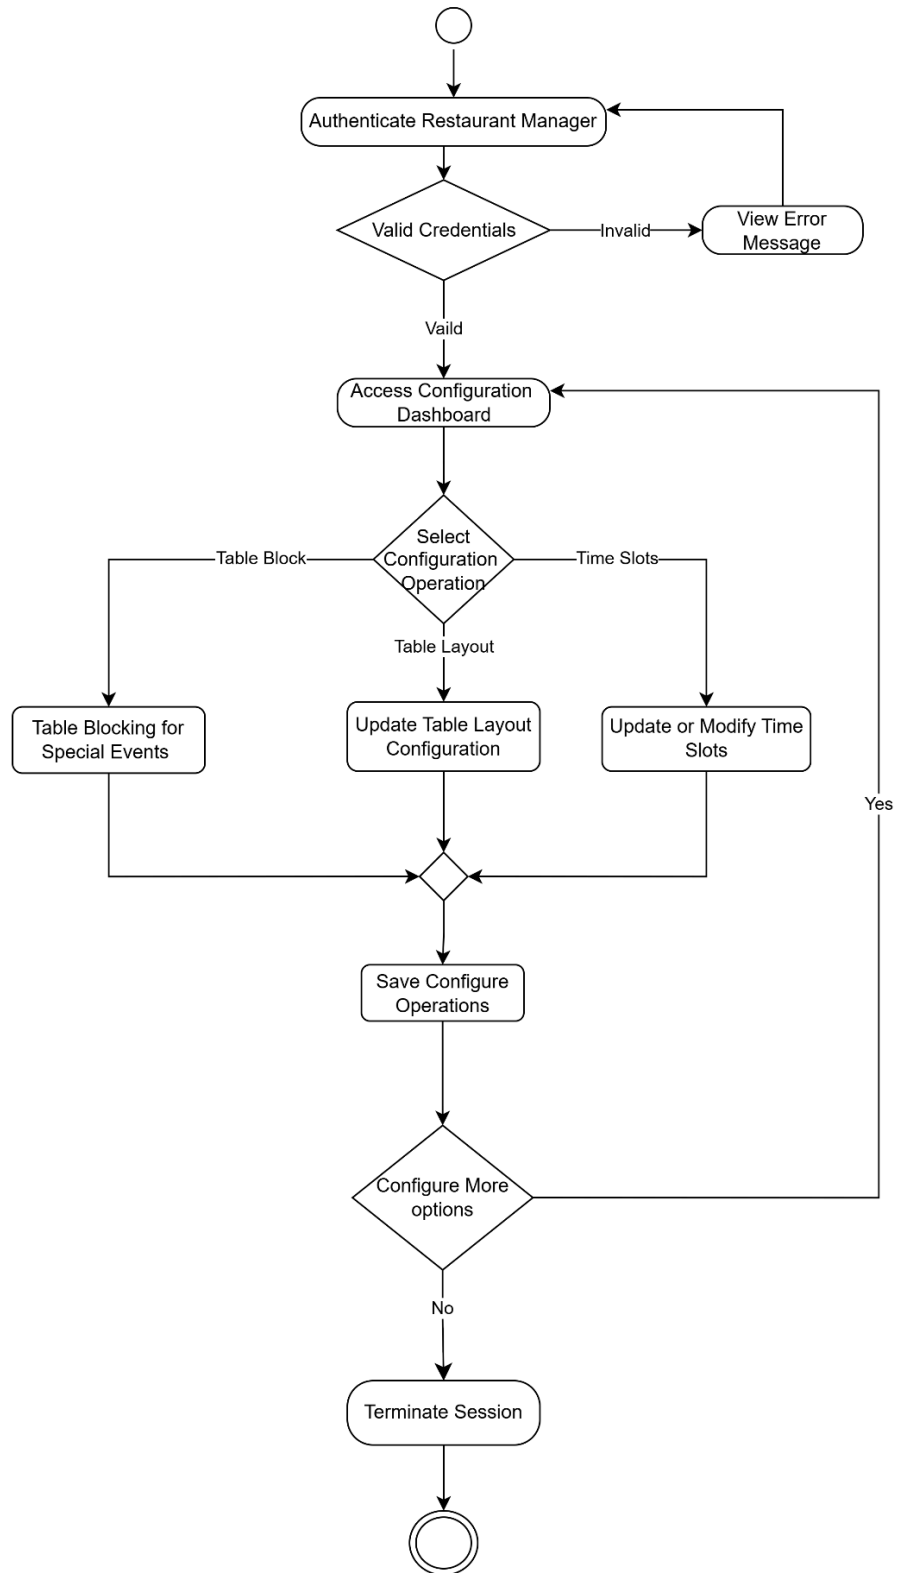 Authenticate Restaurant Manager
Valid Credentials
Invalid
View Error
Message
Vaild
Access Configuration
Dashboard
Select
Configuration
Operation
Table Block
Time Slots
Table Layout
Table Blocking for
Special Events
Update Table Layout
Configuration
Update or Modify Time
Slots
Yes
Save Configure
Operations
Configure More
options
No
Terminate Session